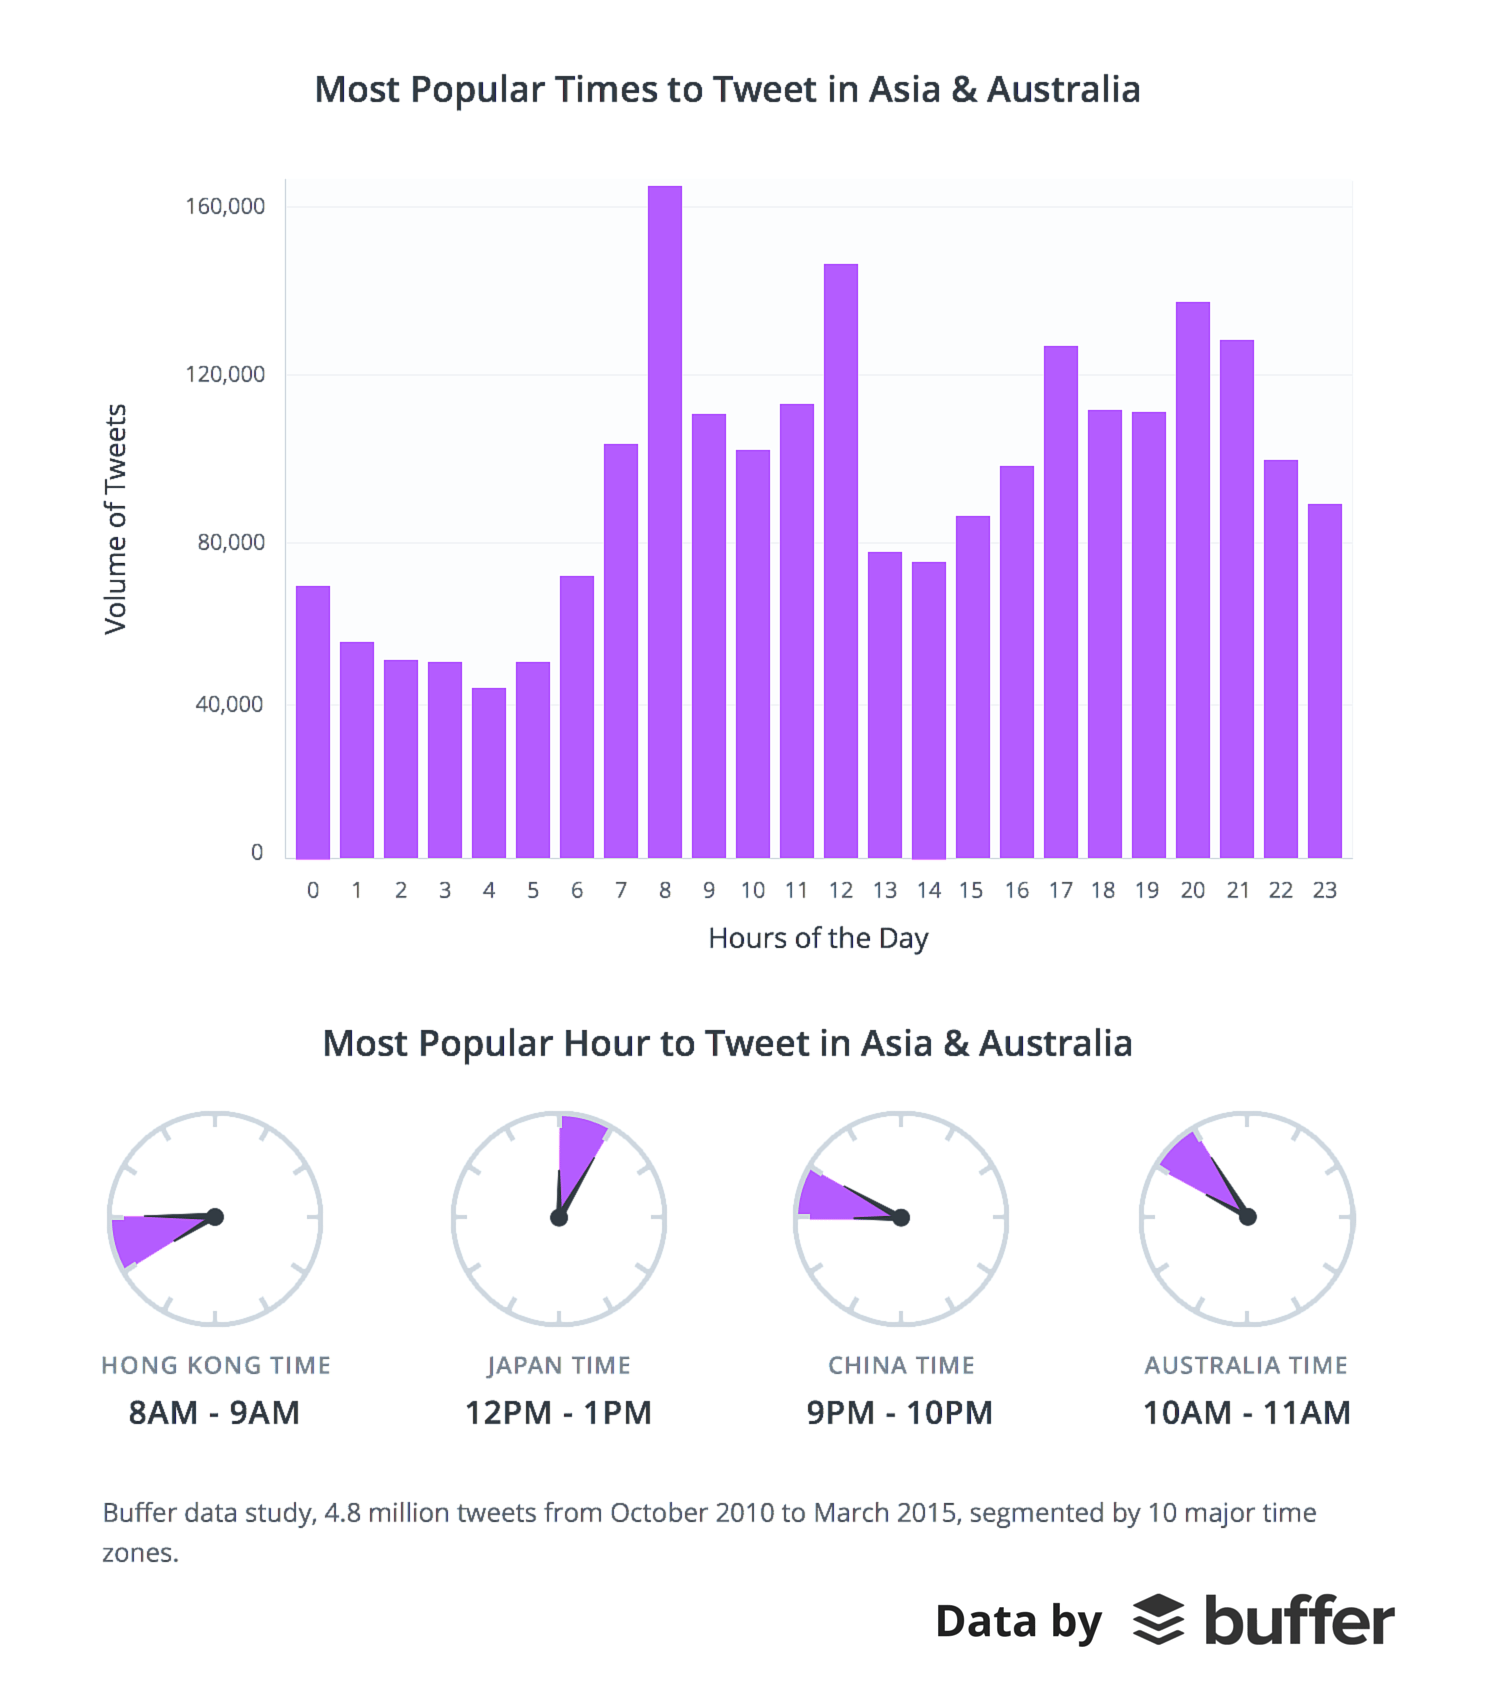 Most Popular Times to Tweet in Asia & Australia
160,000
120,000
80,000
40,000
0
Volume of Tweets
0 1 2 3 4 5 6 7 8 9 10 11 12 13 14 15 16 17 18 19 20 21 22 23
Hours of the Day
Most Popular Hour to Tweet in Asia & Australia
HONG KONG TIME JAPAN TIME CHINA TIME AUSTRALIA TIME
8AM - 9AM 12PM - 1PM 9PM - 10PM 10AM - 11AM
Buffer data study, 4.8 million tweets from October 2010 to March 2015, segmented by 10 major time
zones.
Data by buffer